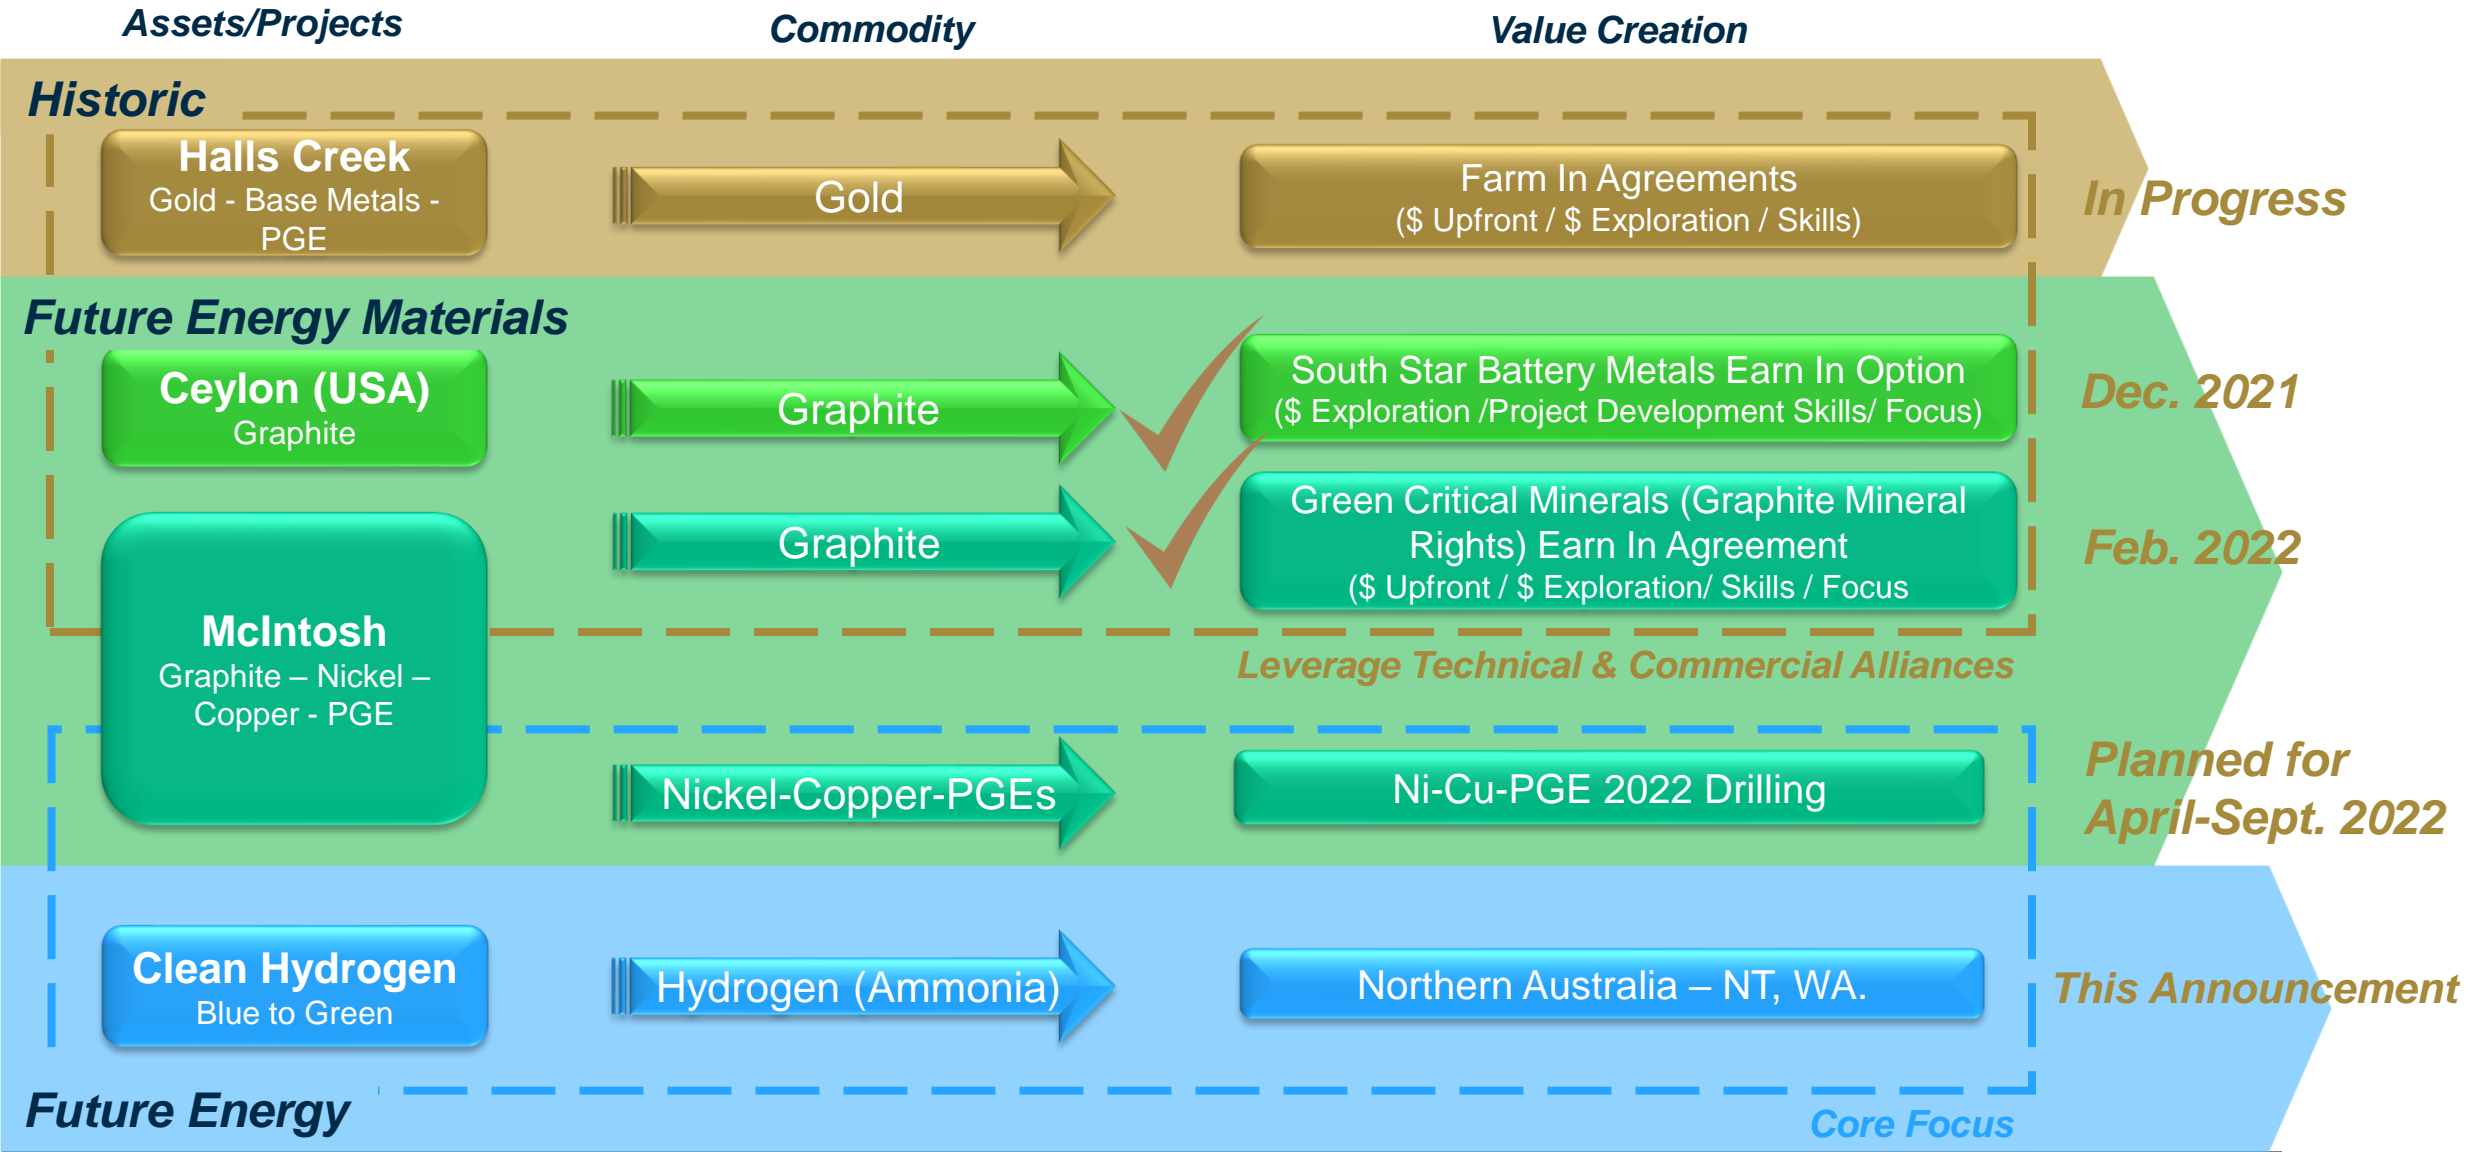 Assets/Projects
Commodity
Value Creation
Historic
Halls Creek
Gold - Base Metals -
PGE
Gold
Farm In Agreements
($ Upfront / $ Exploration / Skills)
In Progress
Future Energy Materials
Ceylon (USA)
Graphite
Graphite
South Star Battery Metals Earn In Option
($ Exploration /Project Development Skills/ Focus)
Dec. 2021
Graphite
Green Critical Minerals (Graphite Mineral
Rights) Earn In Agreement
($ Upfront / $ Exploration/ Skills / Focus
Feb. 2022
McIntosh
Graphite – Nickel –
Copper - PGE
Leverage Technical & Commercial Alliances
Nickel-Copper-PGEs
Ni-Cu-PGE 2022 Drilling
Planned for
April-Sept. 2022
Clean Hydrogen
Blue to Green
Hydrogen (Ammonia)
Northern Australia – NT, WA.
This Announcement
Future Energy
Core Focus